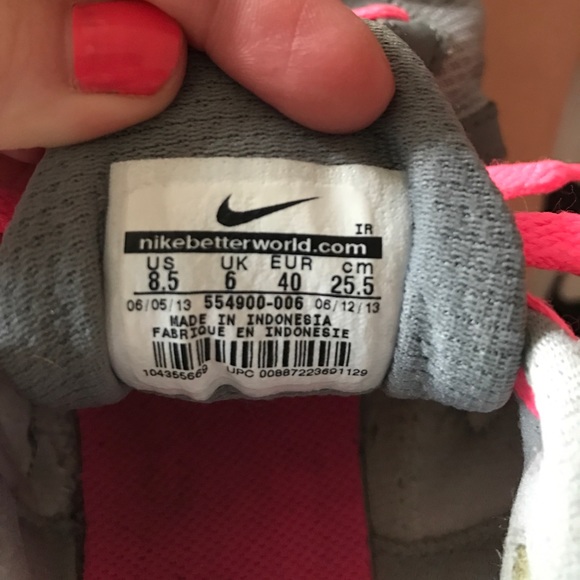 IR
nikebetterworld.com
US UK EUR cm
8.5 6 40 25.5
06/05/13 554900-006 06/12/13
MADE IN INDONESIA
FABRIQUE EN INDONESIE
104355669 UPC 00887223691129